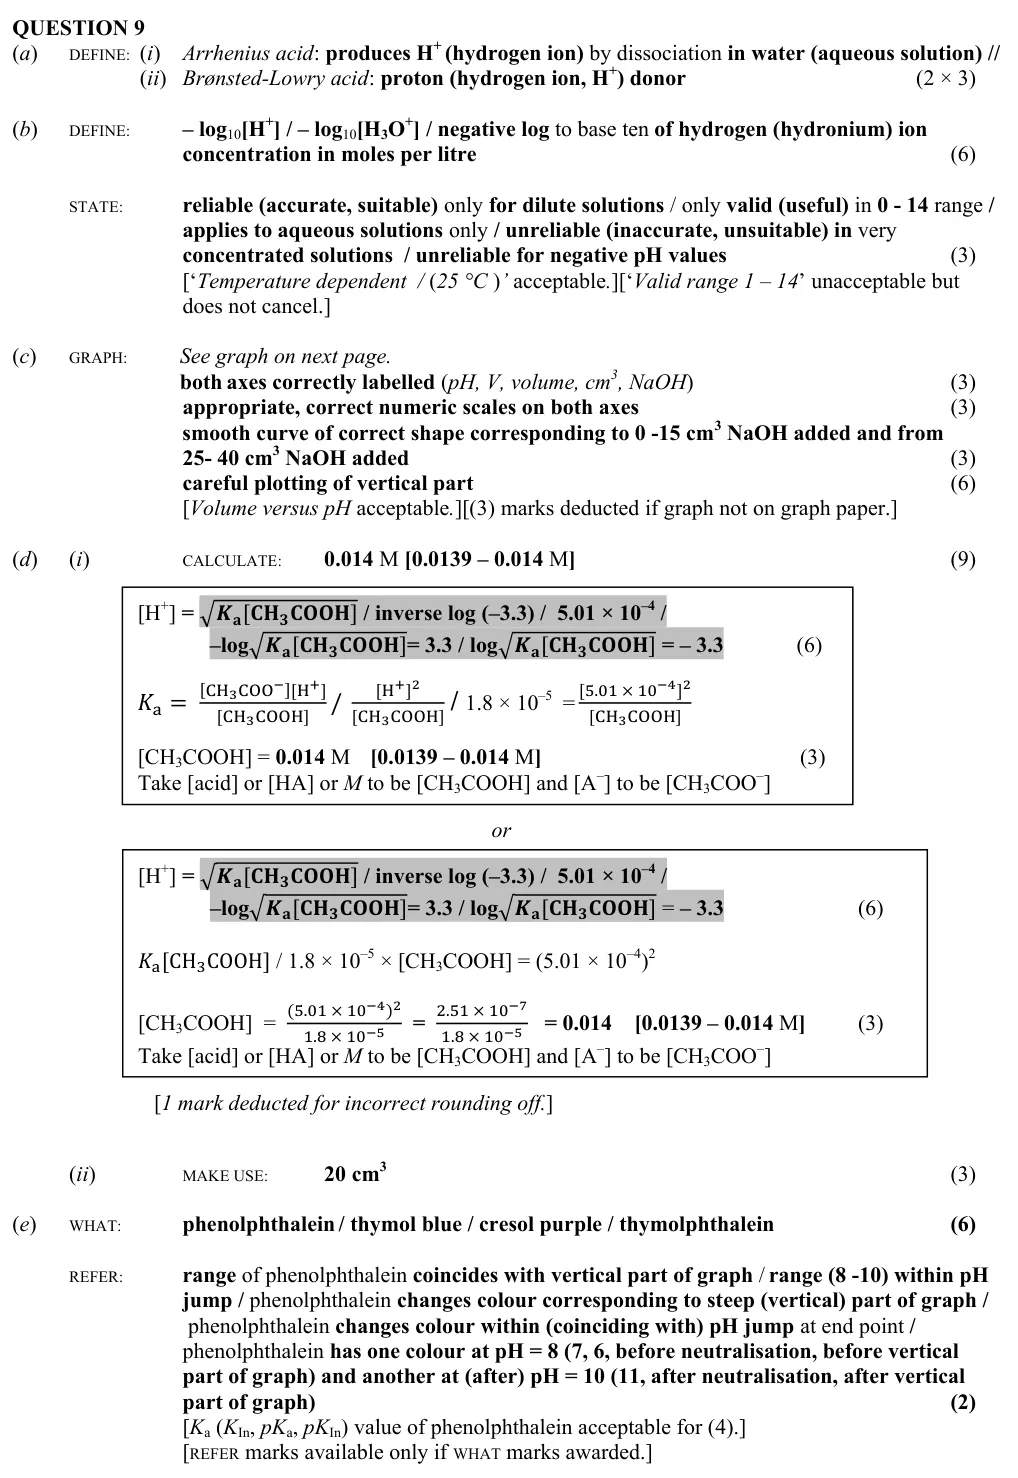 QUESTION 9
(a) DEFINE: (i) Arrhenius acid: produces H⁺ (hydrogen ion) by dissociation in water (aqueous solution) //
(ii) Brønsted-Lowry acid: proton (hydrogen ion, H⁺) donor (2 × 3)
(b) DEFINE: – log₁₀[H⁺] / – log₁₀[H₃O⁺] / negative log to base ten of hydrogen (hydronium) ion
concentration in moles per litre (6)
STATE: reliable (accurate, suitable) only for dilute solutions / only valid (useful) in 0 - 14 range /
applies to aqueous solutions only / unreliable (inaccurate, unsuitable) in very
concentrated solutions / unreliable for negative pH values (3)
[‘Temperature dependent / (25 °C )’ acceptable.][‘Valid range 1 – 14’ unacceptable but
does not cancel.]
(c) GRAPH: See graph on next page.
both axes correctly labelled (pH, V, volume, cm³, NaOH) (3)
appropriate, correct numeric scales on both axes (3)
smooth curve of correct shape corresponding to 0 -15 cm³ NaOH added and from
25- 40 cm³ NaOH added (3)
careful plotting of vertical part (6)
[Volume versus pH acceptable.][(3) marks deducted if graph not on graph paper.]
(d) (i) CALCULATE: 0.014 M [0.0139 – 0.014 M] (9)
[H⁺] = √Kₐ[CH₃COOH] / inverse log (–3.3) / 5.01 × 10⁻⁴ /
–log√Kₐ[CH₃COOH]= 3.3 / log√Kₐ[CH₃COOH] = – 3.3 (6)
Kₐ = [CH₃COO⁻][H⁺]/[CH₃COOH] / [H⁺]²/[CH₃COOH] / 1.8 × 10⁻⁵ = [5.01 × 10⁻⁴]²/[CH₃COOH]
[CH₃COOH] = 0.014 M [0.0139 – 0.014 M] (3)
Take [acid] or [HA] or M to be [CH₃COOH] and [A⁻] to be [CH₃COO⁻]
or
[H⁺] = √Kₐ[CH₃COOH] / inverse log (–3.3) / 5.01 × 10⁻⁴ /
–log√Kₐ[CH₃COOH]= 3.3 / log√Kₐ[CH₃COOH] = – 3.3 (6)
Kₐ[CH₃COOH] / 1.8 × 10⁻⁵ × [CH₃COOH] = (5.01 × 10⁻⁴)²
[CH₃COOH] = (5.01 × 10⁻⁴)²/1.8 × 10⁻⁵ = 2.51 × 10⁻⁷/1.8 × 10⁻⁵ = 0.014 [0.0139 – 0.014 M] (3)
Take [acid] or [HA] or M to be [CH₃COOH] and [A⁻] to be [CH₃COO⁻]
[1 mark deducted for incorrect rounding off.]
(ii) MAKE USE: 20 cm³ (3)
(e) WHAT: phenolphthalein / thymol blue / cresol purple / thymolphthalein (6)
REFER: range of phenolphthalein coincides with vertical part of graph / range (8 -10) within pH
jump / phenolphthalein changes colour corresponding to steep (vertical) part of graph /
phenolphthalein changes colour within (coinciding with) pH jump at end point /
phenolphthalein has one colour at pH = 8 (7, 6, before neutralisation, before vertical
part of graph) and another at (after) pH = 10 (11, after neutralisation, after vertical
part of graph) (2)
[Kₐ (K_In, pKₐ, pK_In) value of phenolphthalein acceptable for (4).]
[REFER marks available only if WHAT marks awarded.]